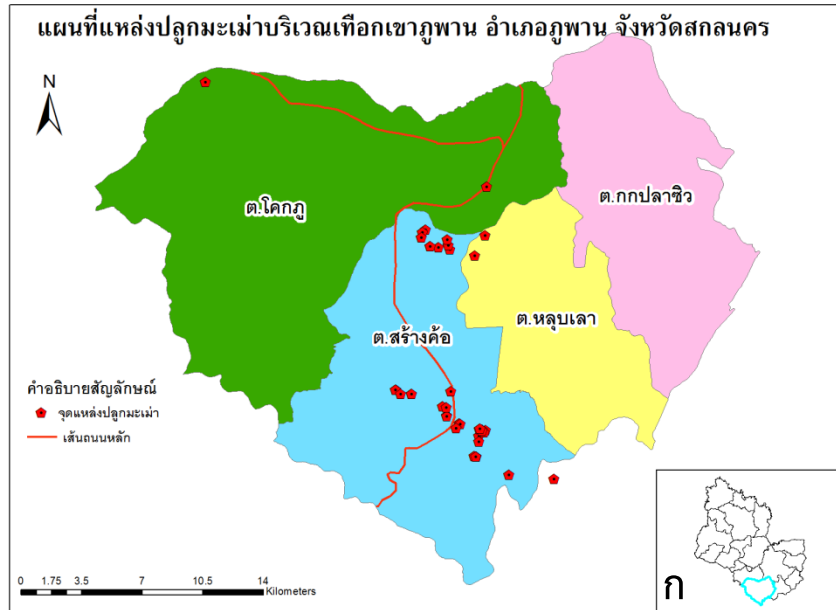 แผนที่แหล่งปลูกมะเม่าบริเวณเทือกเขาภูพาน อำเภอภูพาน จังหวัดสกลนคร
N
ต.กกปลาซิว
ต.โคกภู
ต.หลุบเลา
ต.สร้างค้อ
คำอธิบายสัญลักษณ์
จุดแหล่งปลูกมะเม่า
เส้นถนนหลัก
0 1.75 3.5 7 10.5 14
Kilometers
ก